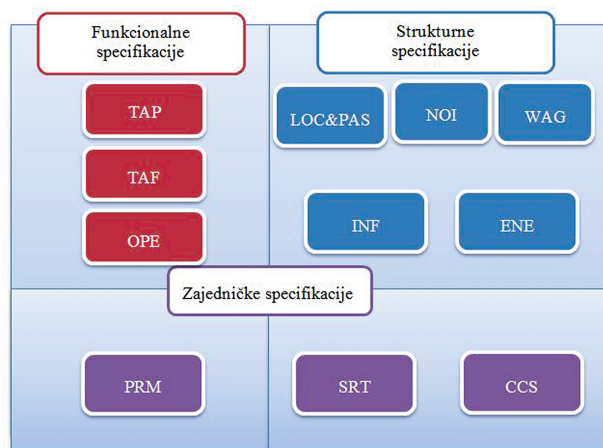 Funkcionalne
specifikacije
Strukturne
specifikacije
TAP
TAF
OPE
LOC&PAS
NOI
WAG
INF
ENE
Zajedničke specifikacije
PRM
SRT
CCS